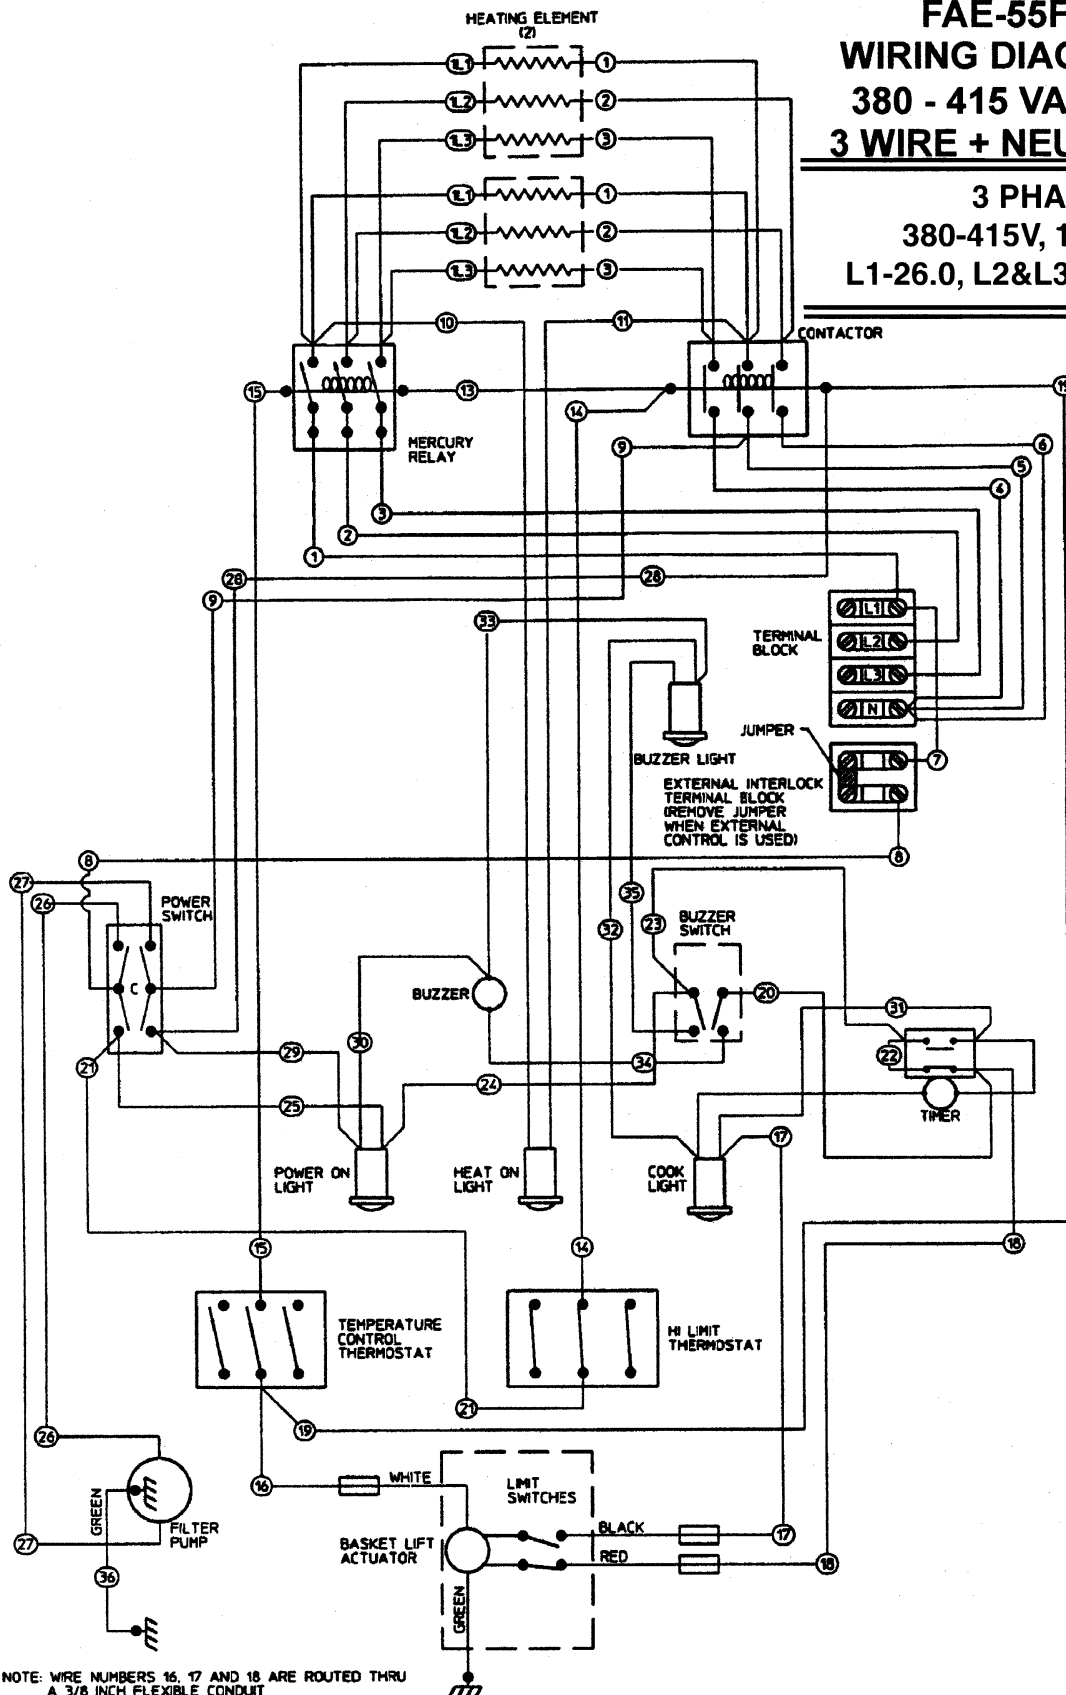 HEATING ELEMENT
(2)
FAE-55F
WIRING DIAG
380 - 415 VA
3 WIRE + NEU
3 PHA
380-415V, 1
L1-26.0, L2&L3
1L1
1
1L2
2
1L3
3
1L1
1
1L2
2
1L3
3
10
11
CONTACTOR
15
13
14
19
MERCURY
RELAY
9
6
5
4
3
2
1
28
28
9
33
TERMINAL
BLOCK
L1
L2
L3
N
JUMPER
7
BUZZER LIGHT
EXTERNAL INTERLOCK
TERMINAL BLOCK
(REMOVE JUMPER
WHEN EXTERNAL
CONTROL IS USED)
8
8
27
26
POWER
SWITCH
35
23
32
BUZZER
SWITCH
C
BUZZER
20
31
30
29
34
22
21
24
25
TIMER
17
POWER ON
LIGHT
HEAT ON
LIGHT
COOK
LIGHT
15
14
18
TEMPERATURE
CONTROL
THERMOSTAT
HI LIMIT
THERMOSTAT
21
19
26
16
WHITE
LIMIT
SWITCHES
GREEN
FILTER
PUMP
27
BASKET LIFT
ACTUATOR
BLACK
17
RED
18
36
GREEN
NOTE: WIRE NUMBERS 16, 17 AND 18 ARE ROUTED THRU
A 3/8 INCH FLEXIBLE CONDUIT